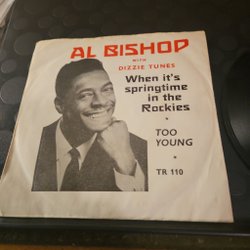 AL BISHOP
WITH
DIZZIE TUNES
When it's
springtime
in the
Rockies
TOO
YOUNG
TR 110